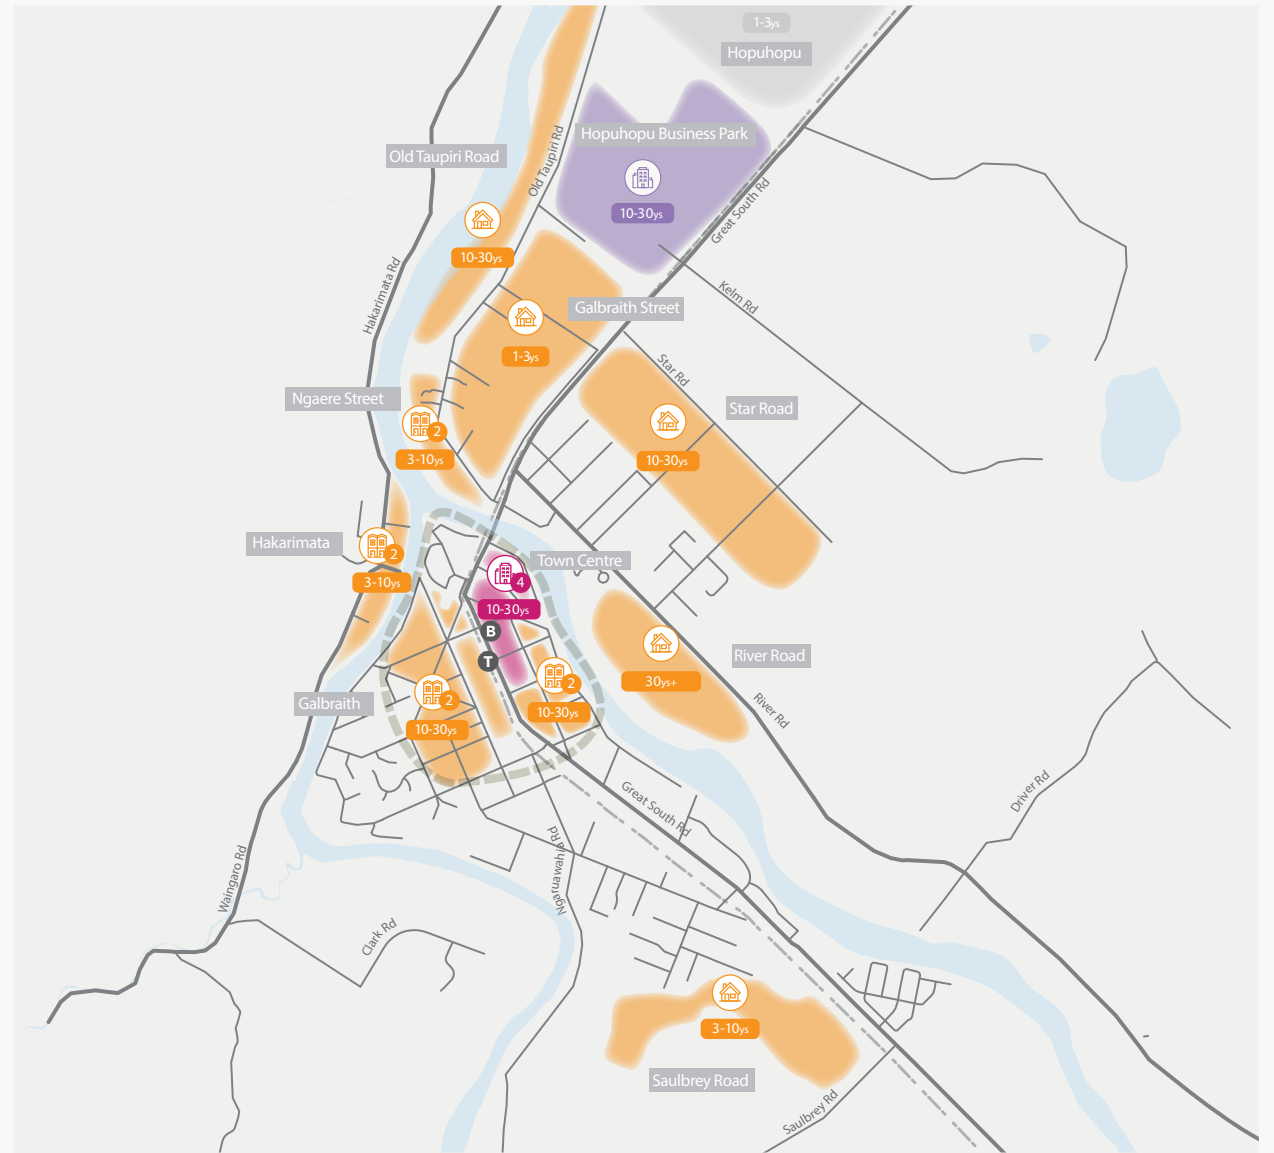 1-3ys
Hopuhopu
Hopuhopu Business Park
Old Taupiri Road
Old Taupiri Rd
10-30ys
Great South Rd
10-30ys
Hakarimata Rd
Kelm Rd
Galbraith Street
1-3ys
Star Rd
Ngaere Street
Star Road
2
3-10ys
10-30ys
Hakarimata
2
3-10ys
Town Centre
4
10-30ys
B
T
River Road
30ys+
Galbraith
2
10-30ys
2
10-30ys
River Rd
Great South Rd
Driver Rd
Ngaruawahia Rd
Waingaro Rd
Clark Rd
3-10ys
Saulbrey Road
Saulbrey Rd